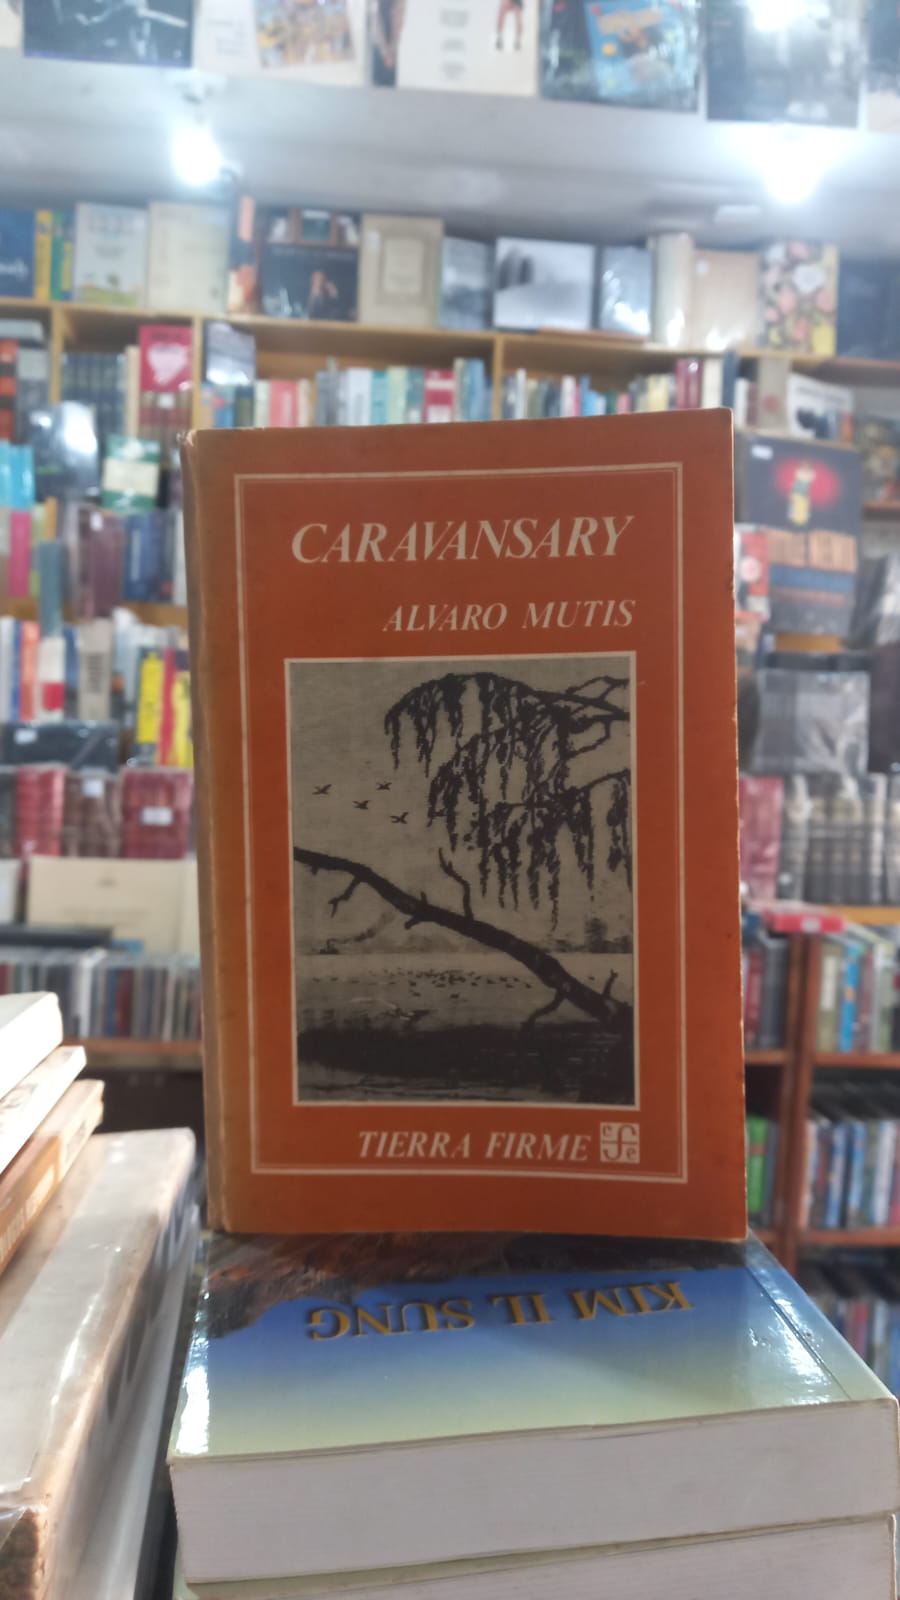 CARAVANSARY
ALVARO MUTIS
TIERRA FIRME
KIM IL SUNG